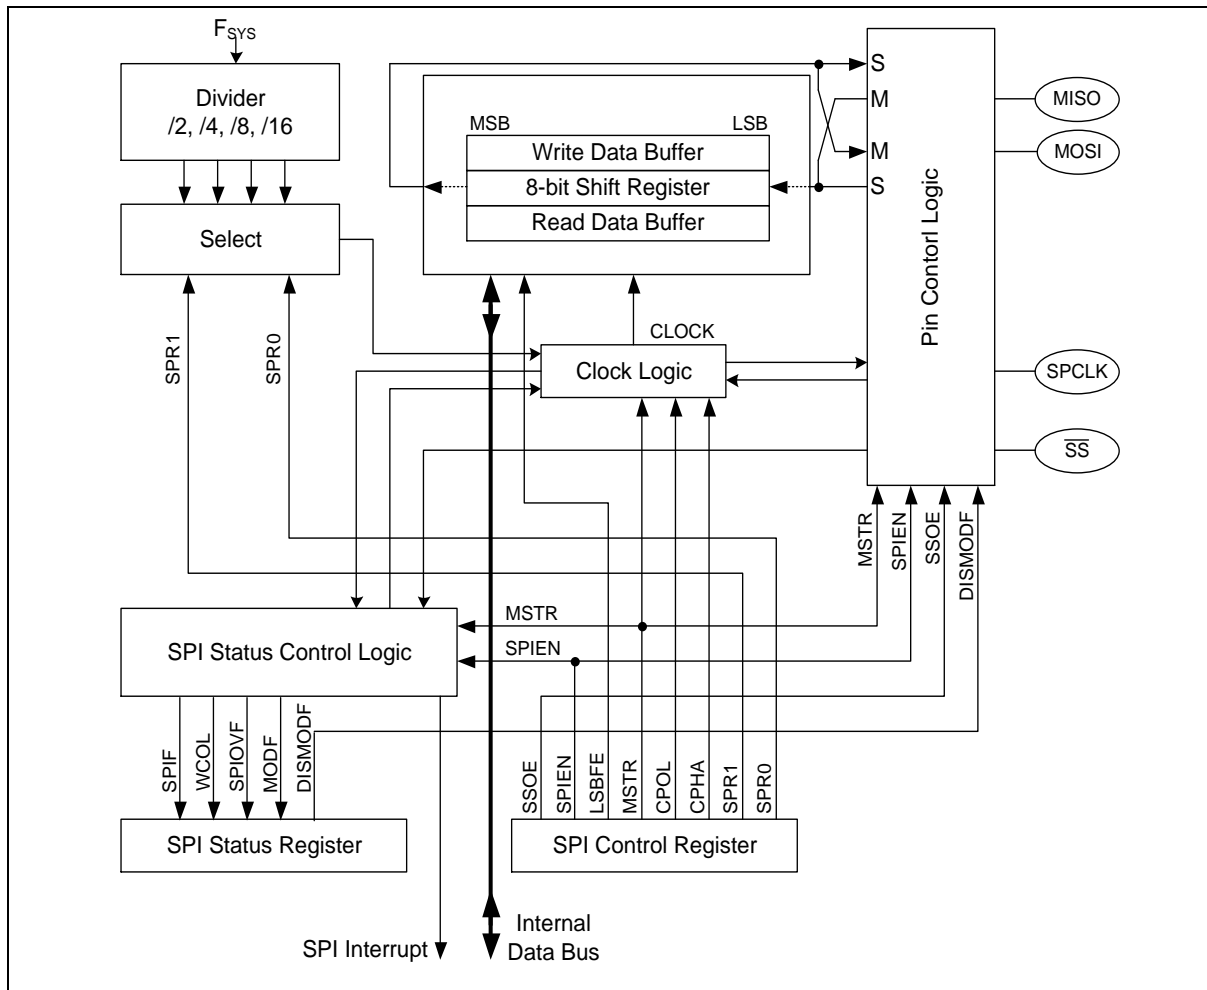 FSYS
Divider
/2, /4, /8, /16
Select
SPR1
SPR0
MSB
LSB
Write Data Buffer
8-bit Shift Register
Read Data Buffer
CLOCK
Clock Logic
S
M
M
S
Pin Contorl Logic
MISO
MOSI
SPCLK
SS
MSTR
SPIEN
SSOE
DISMODF
SPI Status Control Logic
MSTR
SPIEN
SPIF
WCOL
SPIOVF
MODF
DISMODF
SSOE
SPIEN
LSBFE
MSTR
CPOL
CPHA
SPR1
SPR0
SPI Status Register
SPI Control Register
SPI Interrupt
Internal
Data Bus